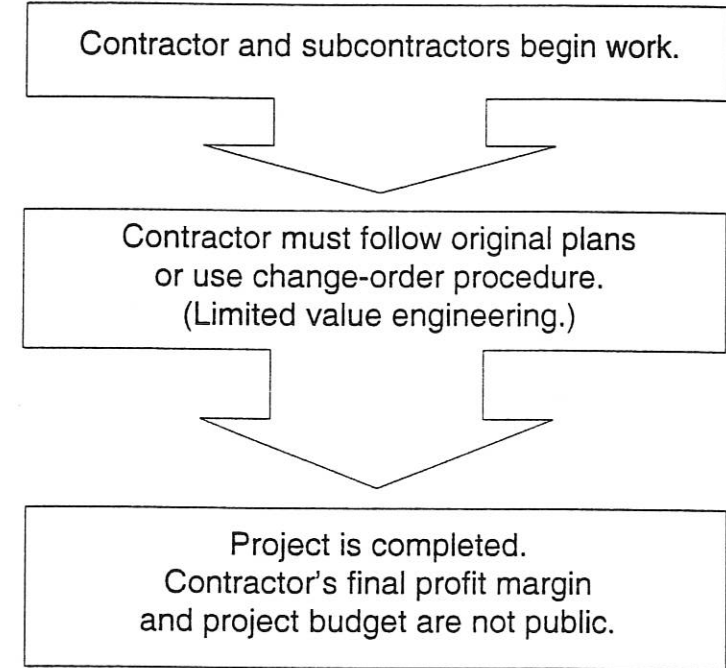 Contractor and subcontractors begin work.
Contractor must follow original plans
or use change-order procedure.
(Limited value engineering.)
Project is completed.
Contractor's final profit margin
and project budget are not public.